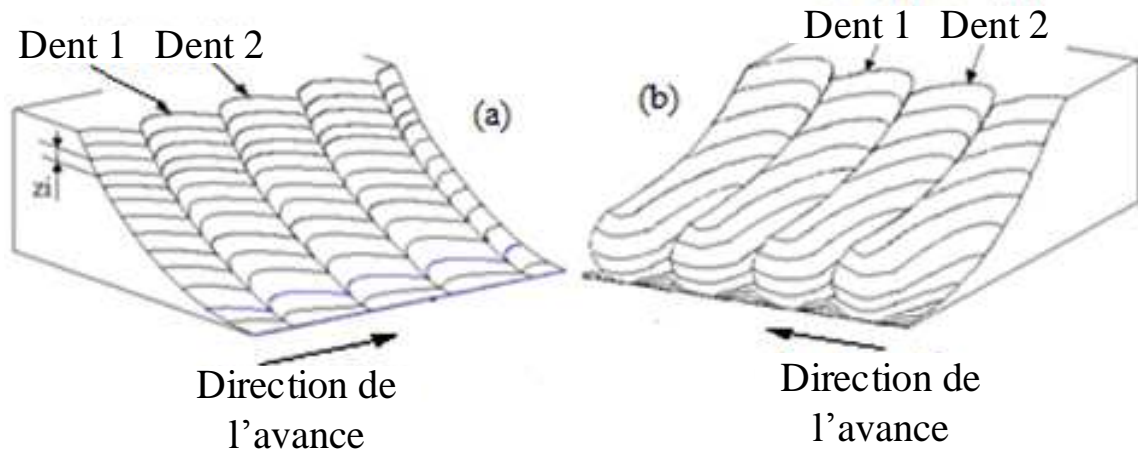 Dent 1 Dent 2
(a)
zi
Direction de
l’avance
Dent 1 Dent 2
(b)
Direction de
l’avance